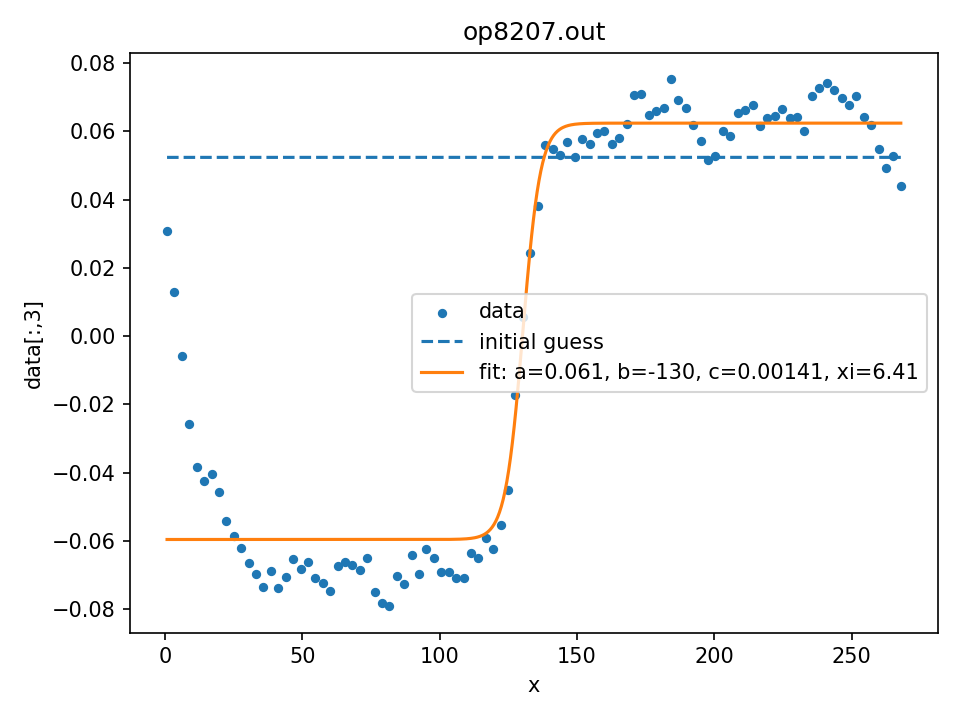 op8207.out
0.08
0.06
0.04
0.02
0.00
−0.02
−0.04
−0.06
−0.08
data[:,3]
data
initial guess
fit: a=0.061, b=-130, c=0.00141, xi=6.41
0 50 100 150 200 250
x